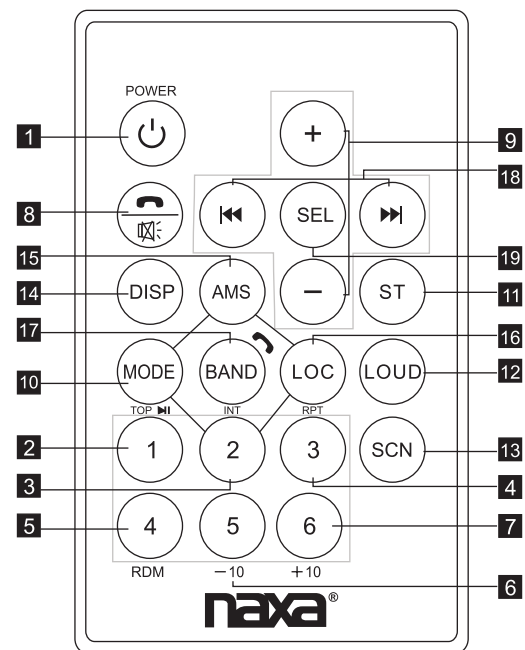 POWER
1
+
9
18
8
SEL
15
19
14
DISP
AMS
−
ST
11
17
16
10
MODE
BAND
LOC
LOUD
12
TOP ⏯ INT RPT
2
1
2
3
SCN
13
3
4
5
4
5
6
7
RDM −10 +10
6
naxa®